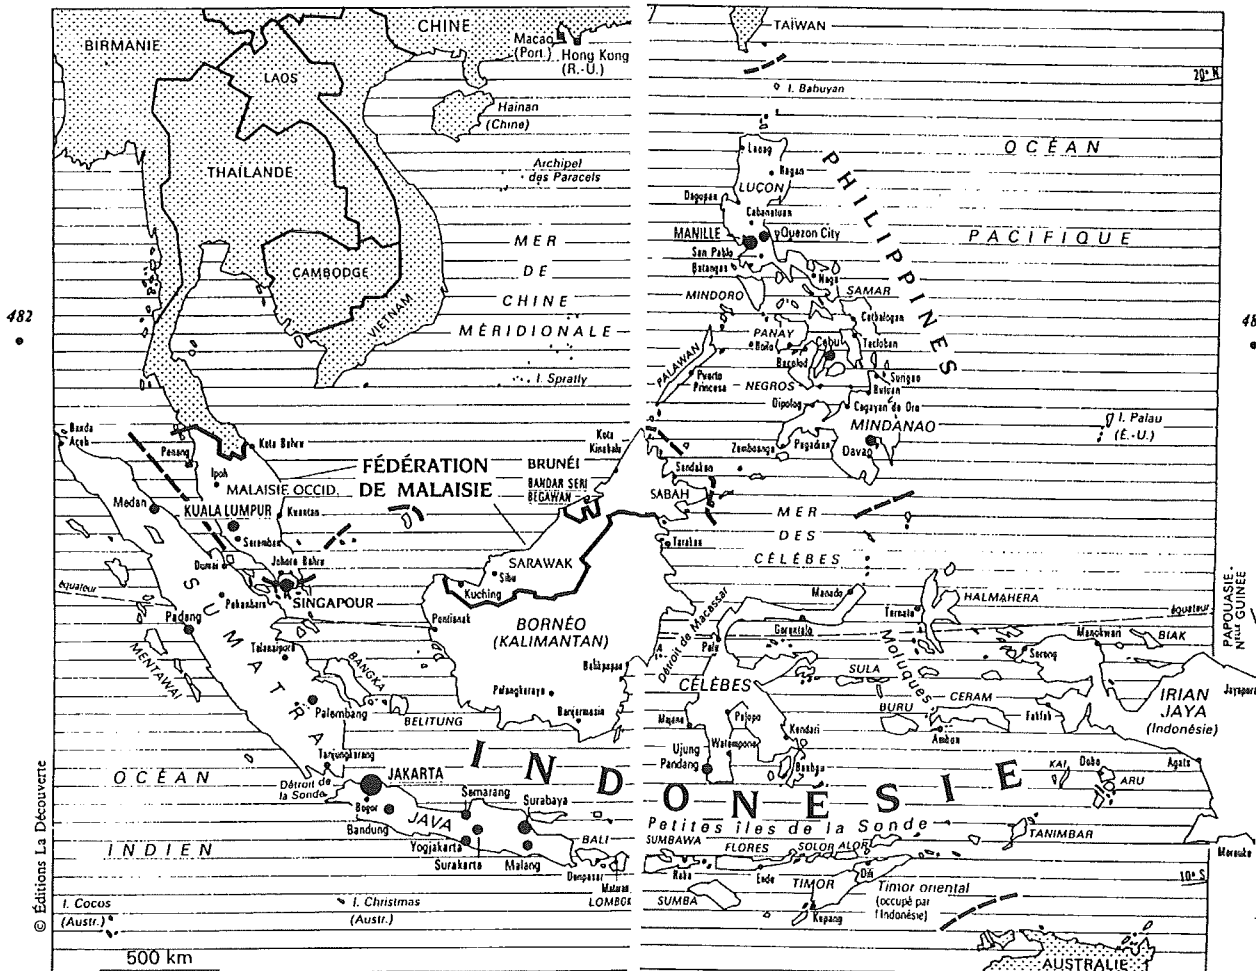 CHINE
BIRMANIE
LAOS
Macao
(Port.)
Hong Kong
(R.-U.)
TAÏWAN
20° N
I. Babuyan
Hainan
(Chine)
THAÏLANDE
Archipel
des Paracels
Laoag
Ilagan
LUÇON
Dagupan
Cabanatuan
MANILLE
Quezon City
San Pablo
Batangas
Naga
PHILIPPINES
OCÉAN
PACIFIQUE
CAMBODGE
VIETNAM
MER
DE
CHINE
MÉRIDIONALE
MINDORO
SAMAR
Catbalogan
PANAY
Iloilo
Cebu
Tacloban
Bacolod
PALAWAN
Puerto
Princesa
NEGROS
Surigao
Butuan
Dipolog
Cagayan de Oro
MINDANAO
Zamboanga
Pagadian
Davao
482
48
I. Spratly
I. Palau
(É.-U.)
Banda
Aceh
Penang
Kota Bahru
Ipoh
MALAISIE OCCID.
FÉDÉRATION
DE MALAISIE
BRUNÉI
BANDAR SERI
BEGAWAN
Kota
Kinabalu
Sandakan
SABAH
Medan
KUALA LUMPUR
Kuantan
Seremban
Dumai
Johore Bahru
SINGAPOUR
SARAWAK
Sibu
Kuching
Tarakan
MER
DES
CÉLÈBES
équateur
Pakanbaru
Padang
SUMATRA
MENTAWAI
Telanaipura
BANGKA
Palembang
BELITUNG
Pontianak
BORNÉO
(KALIMANTAN)
Balikpapan
Palangkaraya
Banjarmasin
Détroit de Macassar
Manado
Gorontalo
Palu
CÉLÈBES
Ternate
HALMAHERA
Moluques
SULA
BURU
CERAM
Ambon
équateur
Manokwari
BIAK
Sorong
Fakfak
IRIAN
JAYA
(Indonésie)
Jayapura
PAPOUASIE-
Nelle GUINÉE
Majene
Palopo
Kendari
Watampone
Ujung
Pandang
Baubau
INDONÉSIE
Tanjungkarang
Détroit de
la Sonde
JAKARTA
Bogor
Bandung
JAVA
Semarang
Surabaya
Yogjakarta
Surakarta
Malang
BALI
Denpasar
Mataram
LOMBOK
Petites îles de la Sonde
SUMBAWA
Raba
FLORES
Ende
SOLOR ALOR
SUMBA
TIMOR
Dili
Kupang
Timor oriental
(occupé par
l'Indonésie)
KAI
Dobo
ARU
Agats
TANIMBAR
Merauke
10° S
OCÉAN
INDIEN
I. Cocos
(Austr.)
I. Christmas
(Austr.)
AUSTRALIE
500 km
© Éditions La Découverte